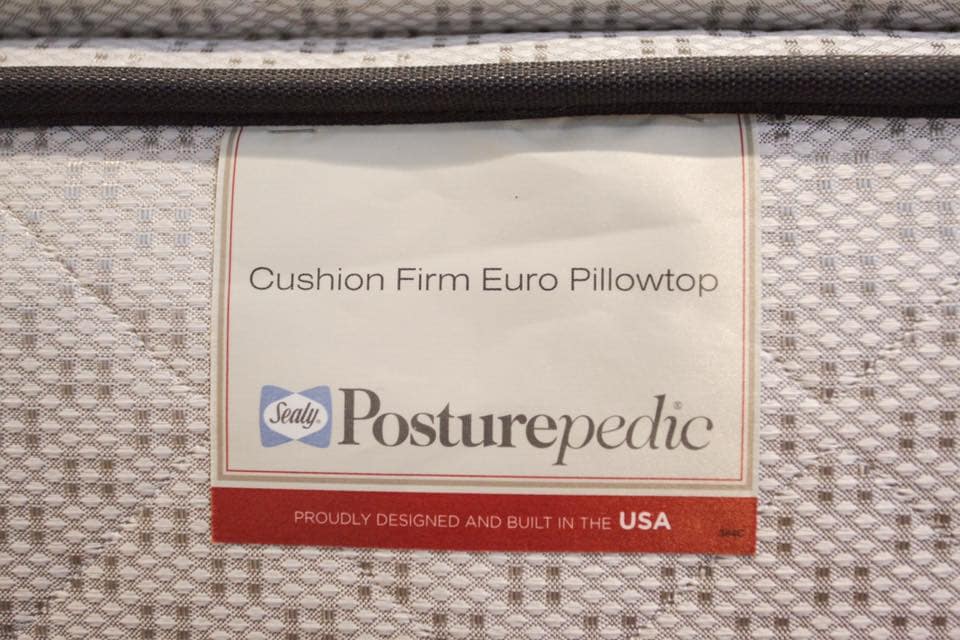 Cushion Firm Euro Pillowtop
Sealy® Posturepedic®
PROUDLY DESIGNED AND BUILT IN THE USA